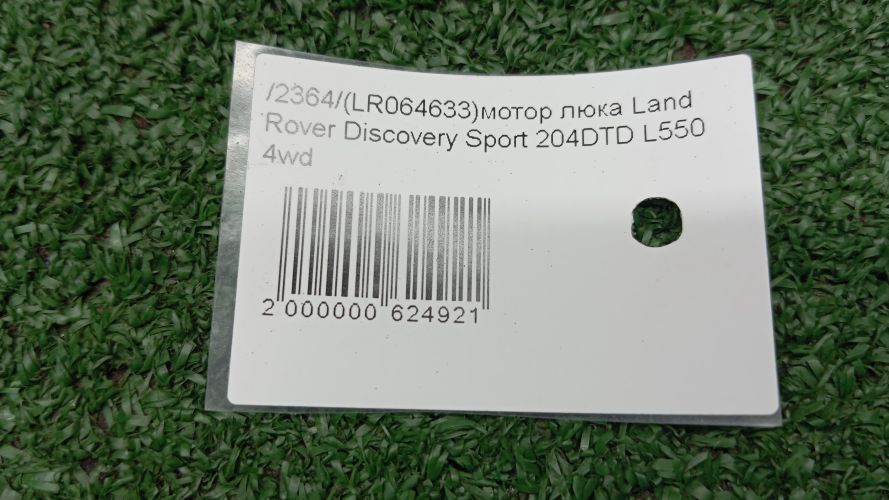 /2364/(LR064633)мотор люка Land
Rover Discovery Sport 204DTD L550
4wd
2 000000 624921